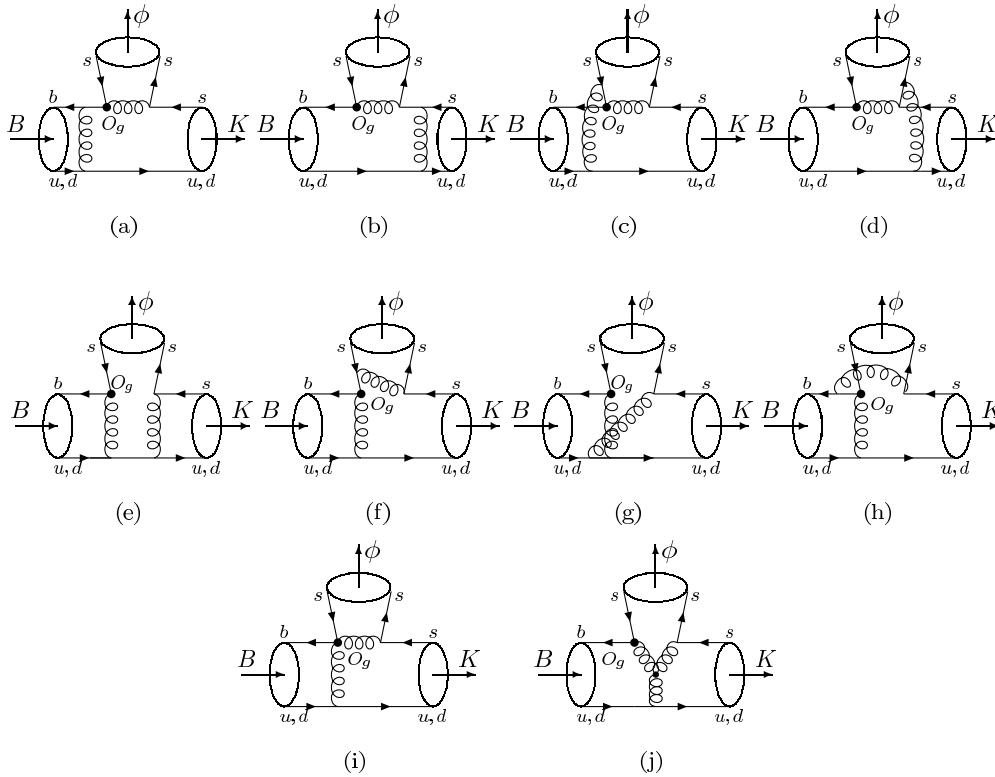 ϕ ϕ ϕ ϕ
s s s s s s s s
b s b s b s b s
B O_g K B O_g K B O_g K B O_g K
u,d u,d u,d u,d u,d u,d u,d u,d
(a) (b) (c) (d)
ϕ ϕ ϕ ϕ
s s s s s s s s
b O_g s b s b O_g s b s
B K B O_g K B K B O_g K
u,d u,d u,d u,d u,d u,d u,d u,d
(e) (f) (g) (h)
ϕ ϕ
s s s s
b s b s
B O_g K B O_g K
u,d u,d u,d u,d
(i) (j)